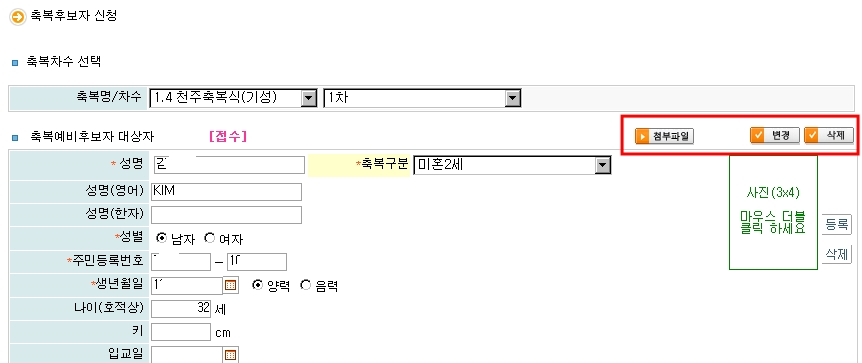 축복후보자 신청
축복차수 선택
축복명/차수 1.4 천주축복식(기성) 1차
축복예비후보자 대상자 [접수] 첨부파일 변경 삭제
*성명 *축복구분 미혼2세
성명(영어) KIM
성명(한자)
*성별 남자 여자
*주민등록번호 -
*생년월일 양력 음력
나이(호적상) 32 세
키 cm
입교일
사진(3x4)
마우스 더블
클릭 하세요
등록
삭제